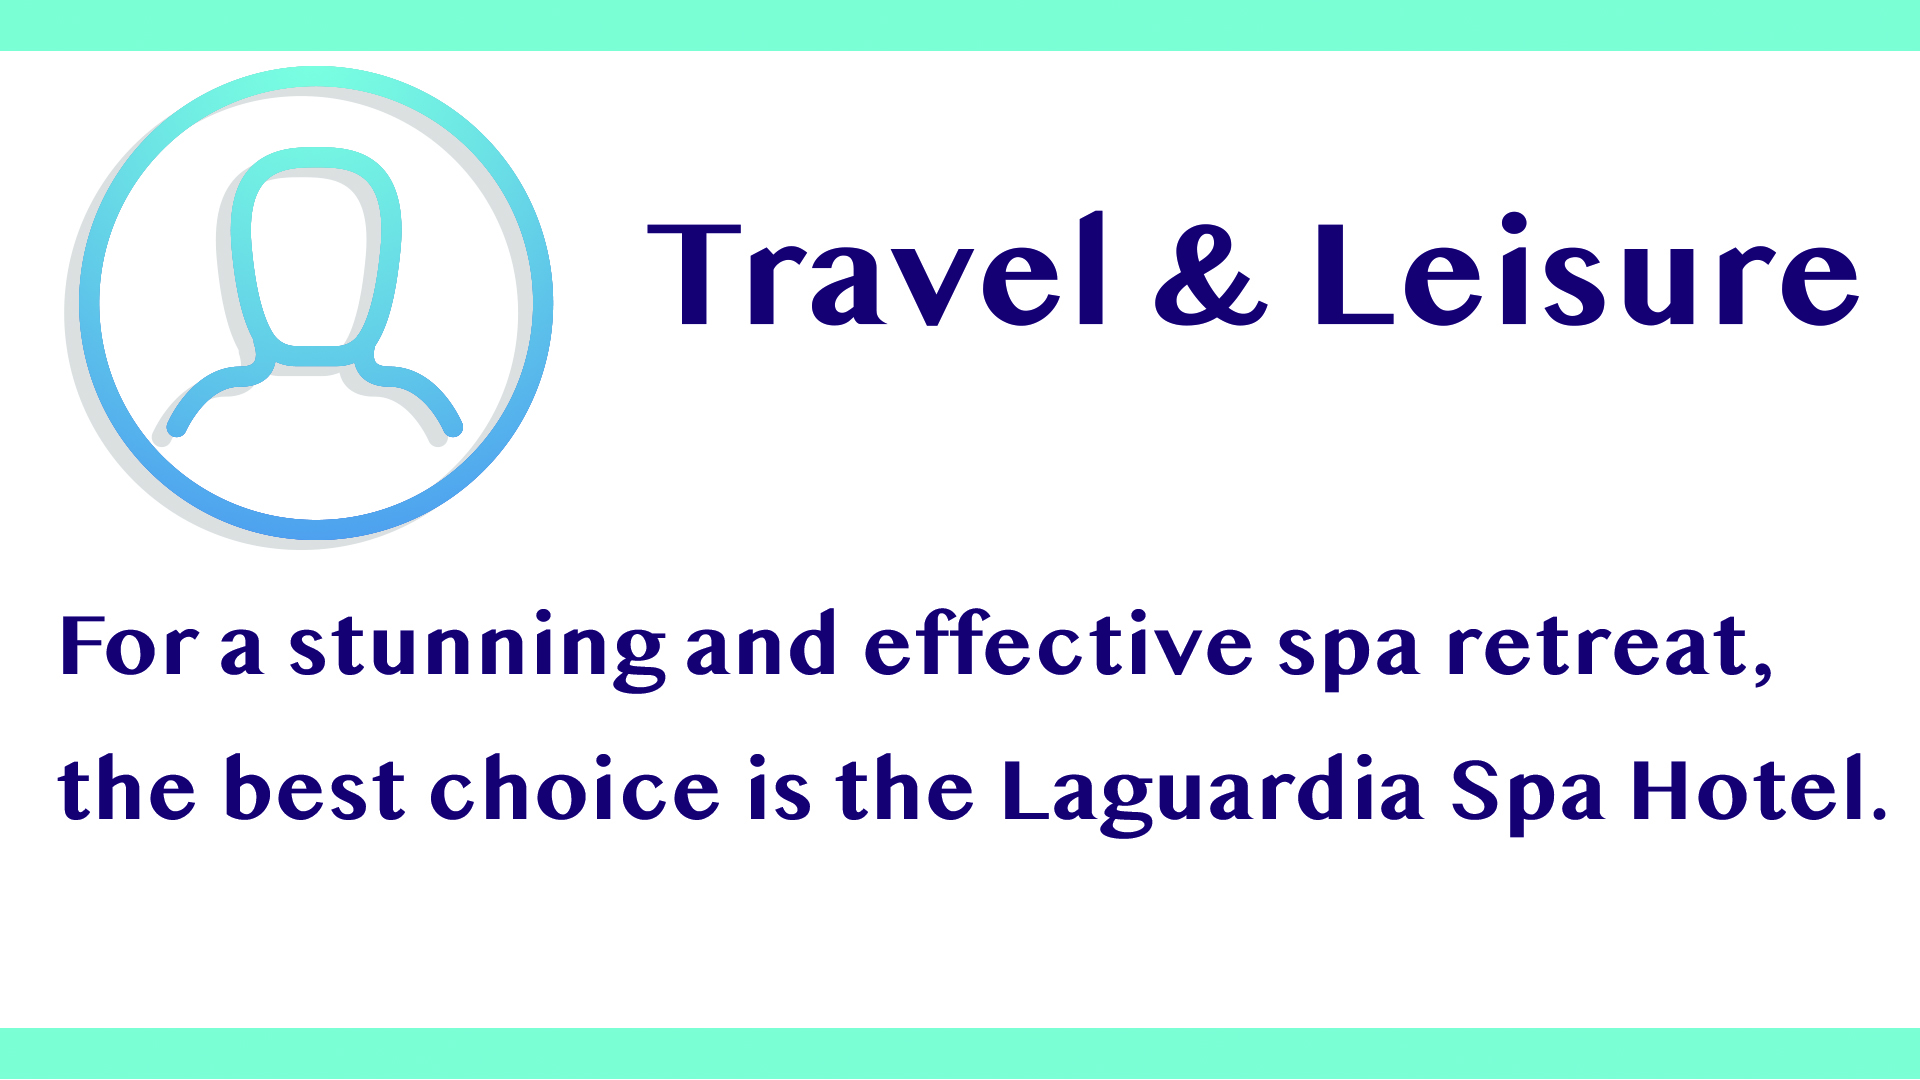 Travel & Leisure
For a stunning and effective spa retreat,
the best choice is the Laguardia Spa Hotel.